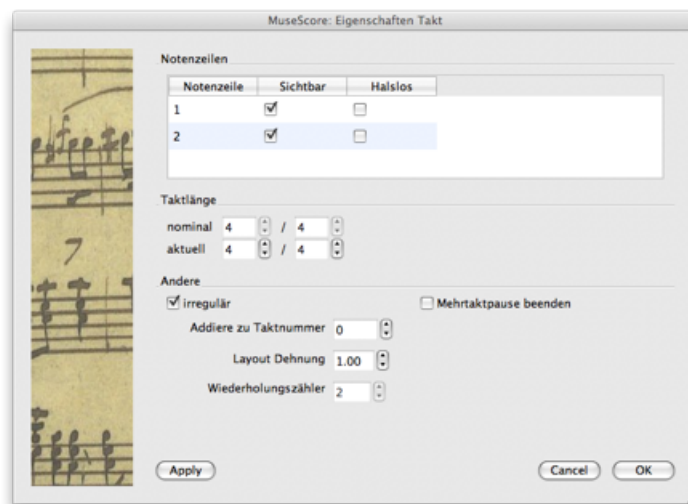 MuseScore: Eigenschaften Takt
Notenzeilen
Notenzeile Sichtbar Halslos
1
2
Taktlänge
nominal 4 / 4
aktuell 4 / 4
Andere
irregulär Mehrtaktpause beenden
Addiere zu Taktnummer 0
Layout Dehnung 1.00
Wiederholungszähler 2
Apply Cancel OK
7